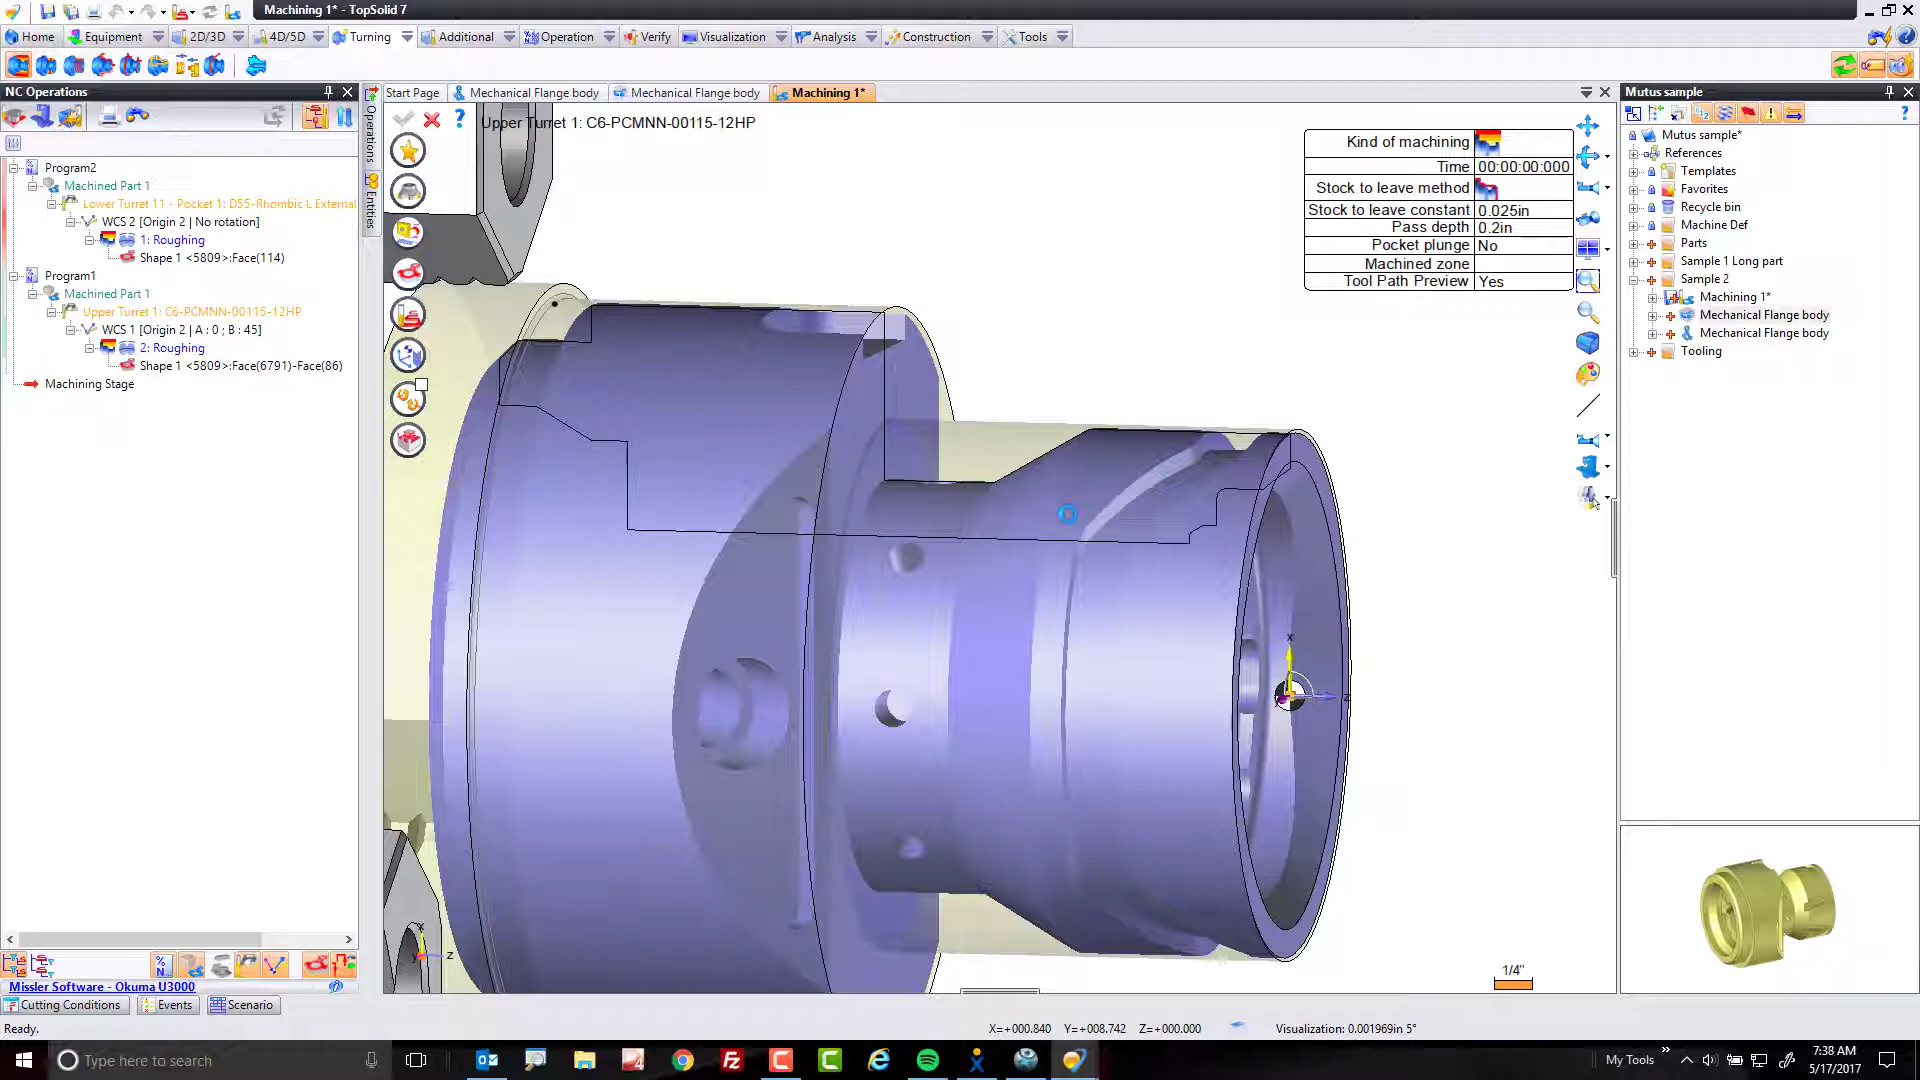 Machining 1* - TopSolid 7
Home
Equipment
2D/3D
4D/5D
Turning
Additional
Operation
Verify
Visualization
Analysis
Construction
Tools
NC Operations
Start Page
Mechanical Flange body
Mechanical Flange body
Machining 1*
Mutus sample
Operations
Entities
Upper Turret 1: C6-PCMNN-00115-12HP
Program2
Machined Part 1
Lower Turret 11 - Pocket 1: D55-Rhombic L External
WCS 2 [Origin 2 | No rotation]
1: Roughing
Shape 1 <5809>:Face(114)
Program1
Machined Part 1
Upper Turret 1: C6-PCMNN-00115-12HP
WCS 1 [Origin 2 | A : 0 ; B : 45]
2: Roughing
Shape 1 <5809>:Face(6791)-Face(86)
Machining Stage
Kind of machining
Time 00:00:00:000
Stock to leave method
Stock to leave constant 0.025in
Pass depth 0.2in
Pocket plunge No
Machined zone
Tool Path Preview Yes
Mutus sample*
References
Templates
Favorites
Recycle bin
Machine Def
Parts
Sample 1 Long part
Sample 2
Machining 1*
Mechanical Flange body
Mechanical Flange body
Tooling
x
z
x
y
z
1/4"
Missler Software - Okuma U3000
Cutting Conditions
Events
Scenario
Ready.
X=+000.840 Y=+008.742 Z=+000.000
Visualization: 0.001969in 5°
Type here to search
My Tools
7:38 AM
5/17/2017